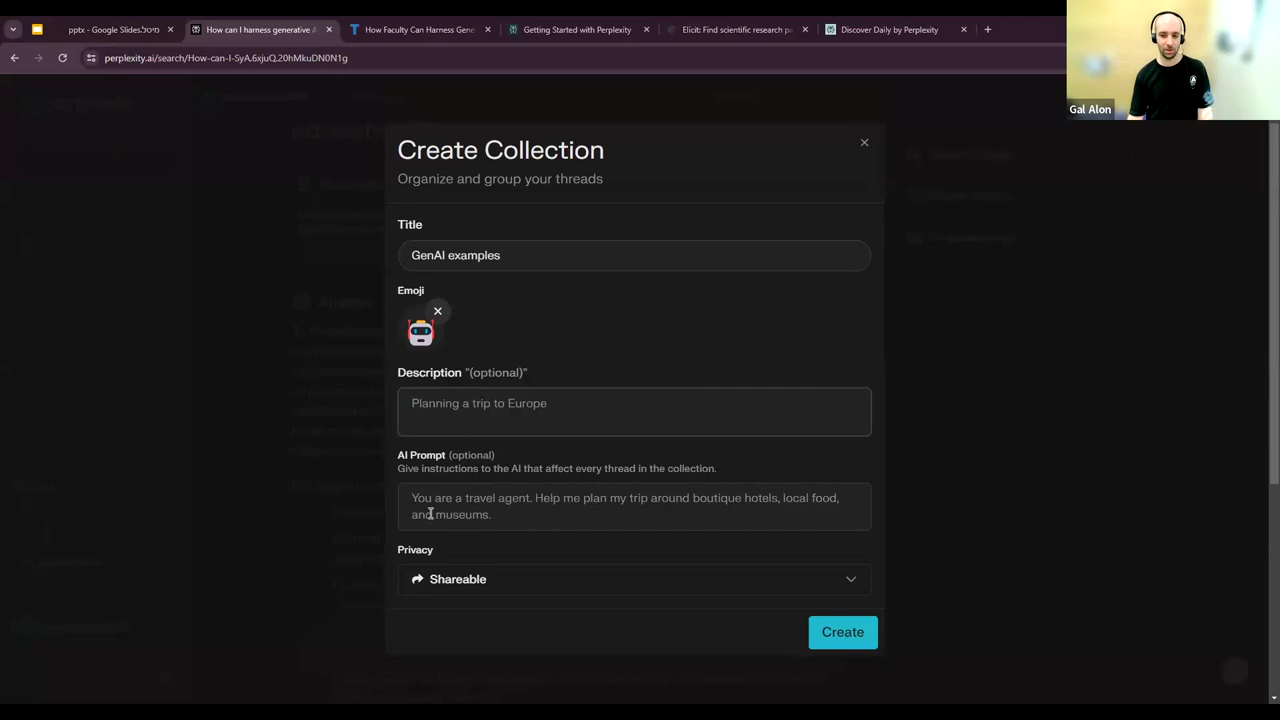 מיטל.pptx - Google Slides
How can I harness generative A
How Faculty Can Harness Gene
Getting Started with Perplexity
Elicit: Find scientific research pa
Discover Daily by Perplexity
perplexity.ai/search/How-can-I-SyA.6xjuQ.20hMkuDN0N1g
Gal Alon
Create Collection
Organize and group your threads
Title
GenAI examples
Emoji
Description "(optional)"
Planning a trip to Europe
AI Prompt (optional)
Give instructions to the AI that affect every thread in the collection.
You are a travel agent. Help me plan my trip around boutique hotels, local food,
and museums.
Privacy
Shareable
Create